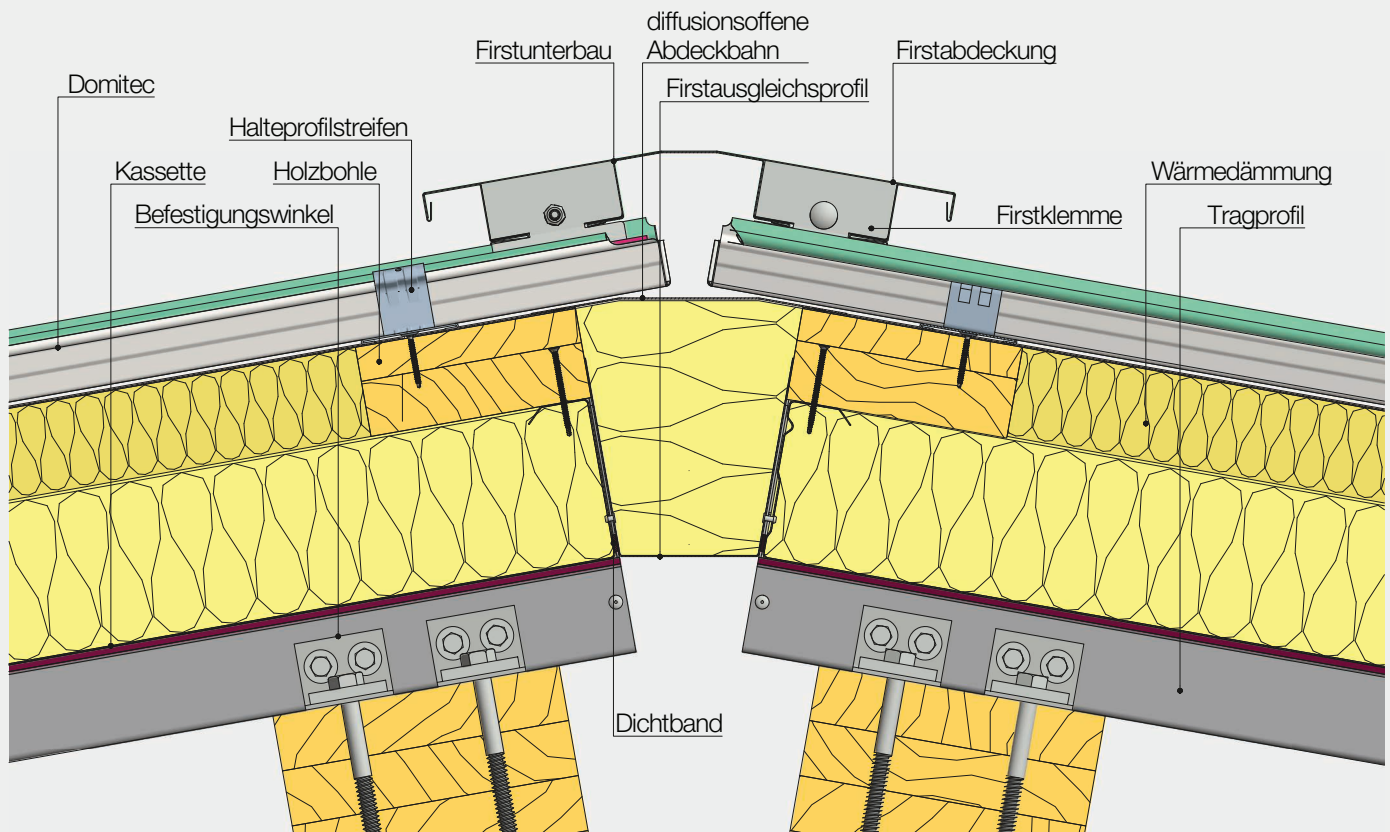 diffusionsoffene
Firstunterbau
Abdeckbahn
Firstabdeckung
Domitec
Firstausgleichsprofil
Halteprofilstreifen
Kassette
Holzbohle
Wärmedämmung
Befestigungswinkel
Firstklemme
Tragprofil
Dichtband